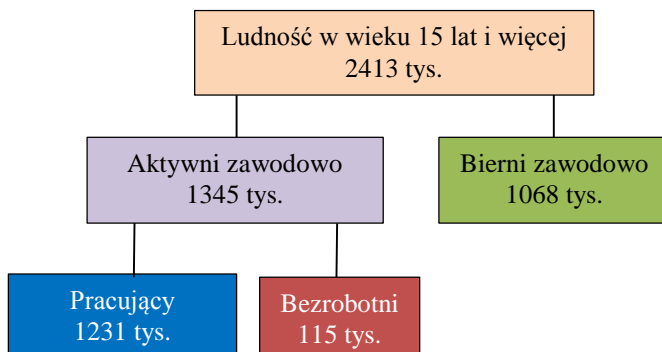 Ludność w wieku 15 lat i więcej
2413 tys.
Aktywni zawodowo
1345 tys.
Bierni zawodowo
1068 tys.
Pracujący
1231 tys.
Bezrobotni
115 tys.